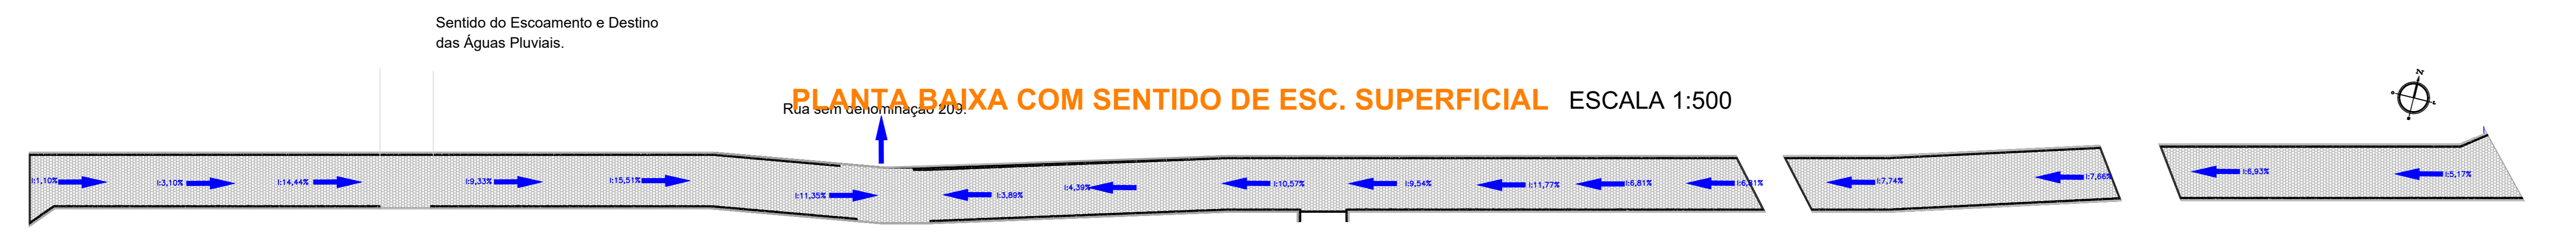 Sentido do Escoamento e Destino
das Águas Pluviais.
PLANTA BAIXA COM SENTIDO DE ESC. SUPERFICIAL ESCALA 1:500
Rua sem denominação 209.
N
I:1,10%
I:3,10%
I:14,44%
I:9,33%
I:15,51%
I:11,35%
I:3,89%
I:4,39%
I:10,57%
I:9,54%
I:11,77%
I:6,81%
I:6,81%
I:7,74%
I:7,66%
I:6,93%
I:5,17%